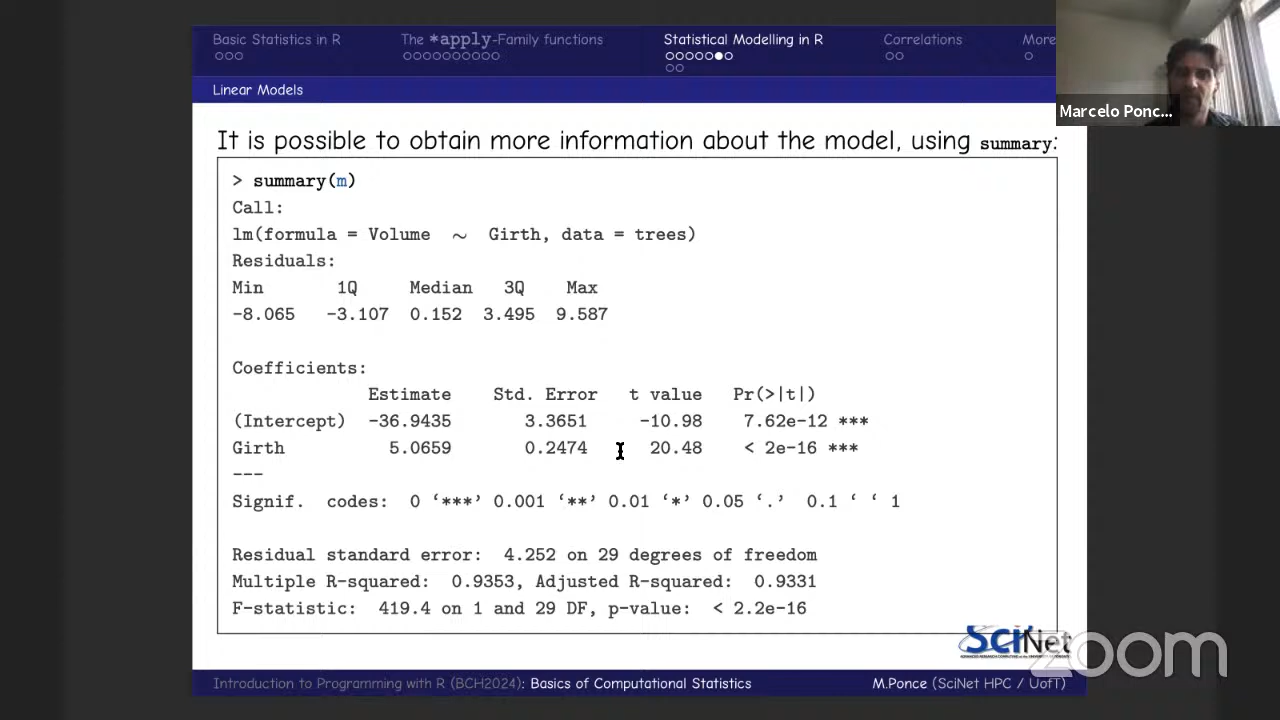 Basic Statistics in R
The *apply-Family functions
Statistical Modelling in R
Correlations
More
Marcelo Ponc...
Linear Models
It is possible to obtain more information about the model, using summary:
> summary(m)
Call:
lm(formula = Volume ~ Girth, data = trees)
Residuals:
Min 1Q Median 3Q Max
-8.065 -3.107 0.152 3.495 9.587
Coefficients:
Estimate Std. Error t value Pr(>|t|)
(Intercept) -36.9435 3.3651 -10.98 7.62e-12 ***
Girth 5.0659 0.2474 20.48 < 2e-16 ***
---
Signif. codes: 0 ‘***’ 0.001 ‘**’ 0.01 ‘*’ 0.05 ‘.’ 0.1 ‘ ‘ 1
Residual standard error: 4.252 on 29 degrees of freedom
Multiple R-squared: 0.9353, Adjusted R-squared: 0.9331
F-statistic: 419.4 on 1 and 29 DF, p-value: < 2.2e-16
SciNet
zoom
Introduction to Programming with R (BCH2024): Basics of Computational Statistics
M.Ponce (SciNet HPC / UofT)